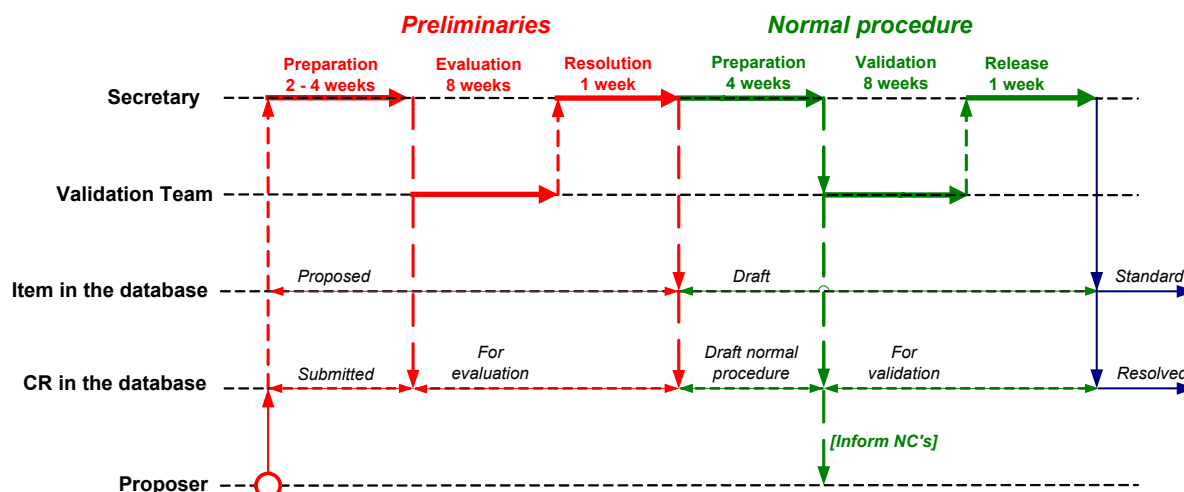 Preliminaries
Normal procedure
Preparation
2 - 4 weeks
Evaluation
8 weeks
Resolution
1 week
Preparation
4 weeks
Validation
8 weeks
Release
1 week
Secretary
Validation Team
Proposed
Draft
Standard
Item in the database
Submitted
For
evaluation
Draft normal
procedure
For
validation
Resolved
CR in the database
[Inform NC's]
Proposer